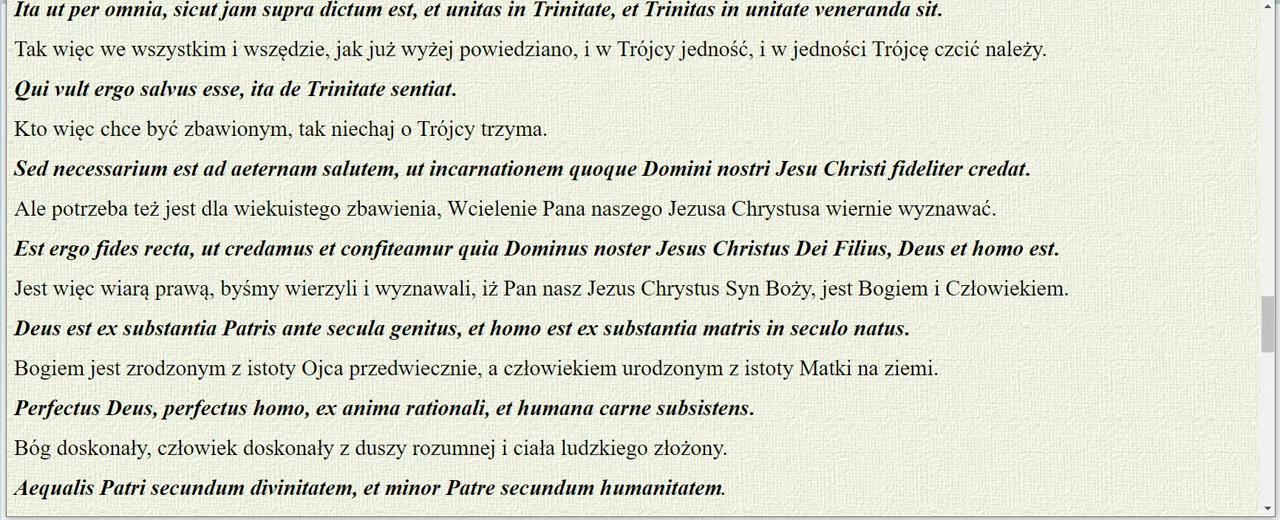 Ita ut per omnia, sicut jam supra dictum est, et unitas in Trinitate, et Trinitas in unitate veneranda sit.
Tak więc we wszystkim i wszędzie, jak już wyżej powiedziano, i w Trójcy jedność, i w jedności Trójcę czcić należy.
Qui vult ergo salvus esse, ita de Trinitate sentiat.
Kto więc chce być zbawionym, tak niechaj o Trójcy trzyma.
Sed necessarium est ad aeternam salutem, ut incarnationem quoque Domini nostri Jesu Christi fideliter credat.
Ale potrzeba też jest dla wiekuistego zbawienia, Wcielenie Pana naszego Jezusa Chrystusa wiernie wyznawać.
Est ergo fides recta, ut credamus et confiteamur quia Dominus noster Jesus Christus Dei Filius, Deus et homo est.
Jest więc wiarą prawą, byśmy wierzyli i wyznawali, iż Pan nasz Jezus Chrystus Syn Boży, jest Bogiem i Człowiekiem.
Deus est ex substantia Patris ante secula genitus, et homo est ex substantia matris in seculo natus.
Bogiem jest zrodzonym z istoty Ojca przedwiecznie, a człowiekiem urodzonym z istoty Matki na ziemi.
Perfectus Deus, perfectus homo, ex anima rationali, et humana carne subsistens.
Bóg doskonały, człowiek doskonały z duszy rozumnej i ciała ludzkiego złożony.
Aequalis Patri secundum divinitatem, et minor Patre secundum humanitatem.